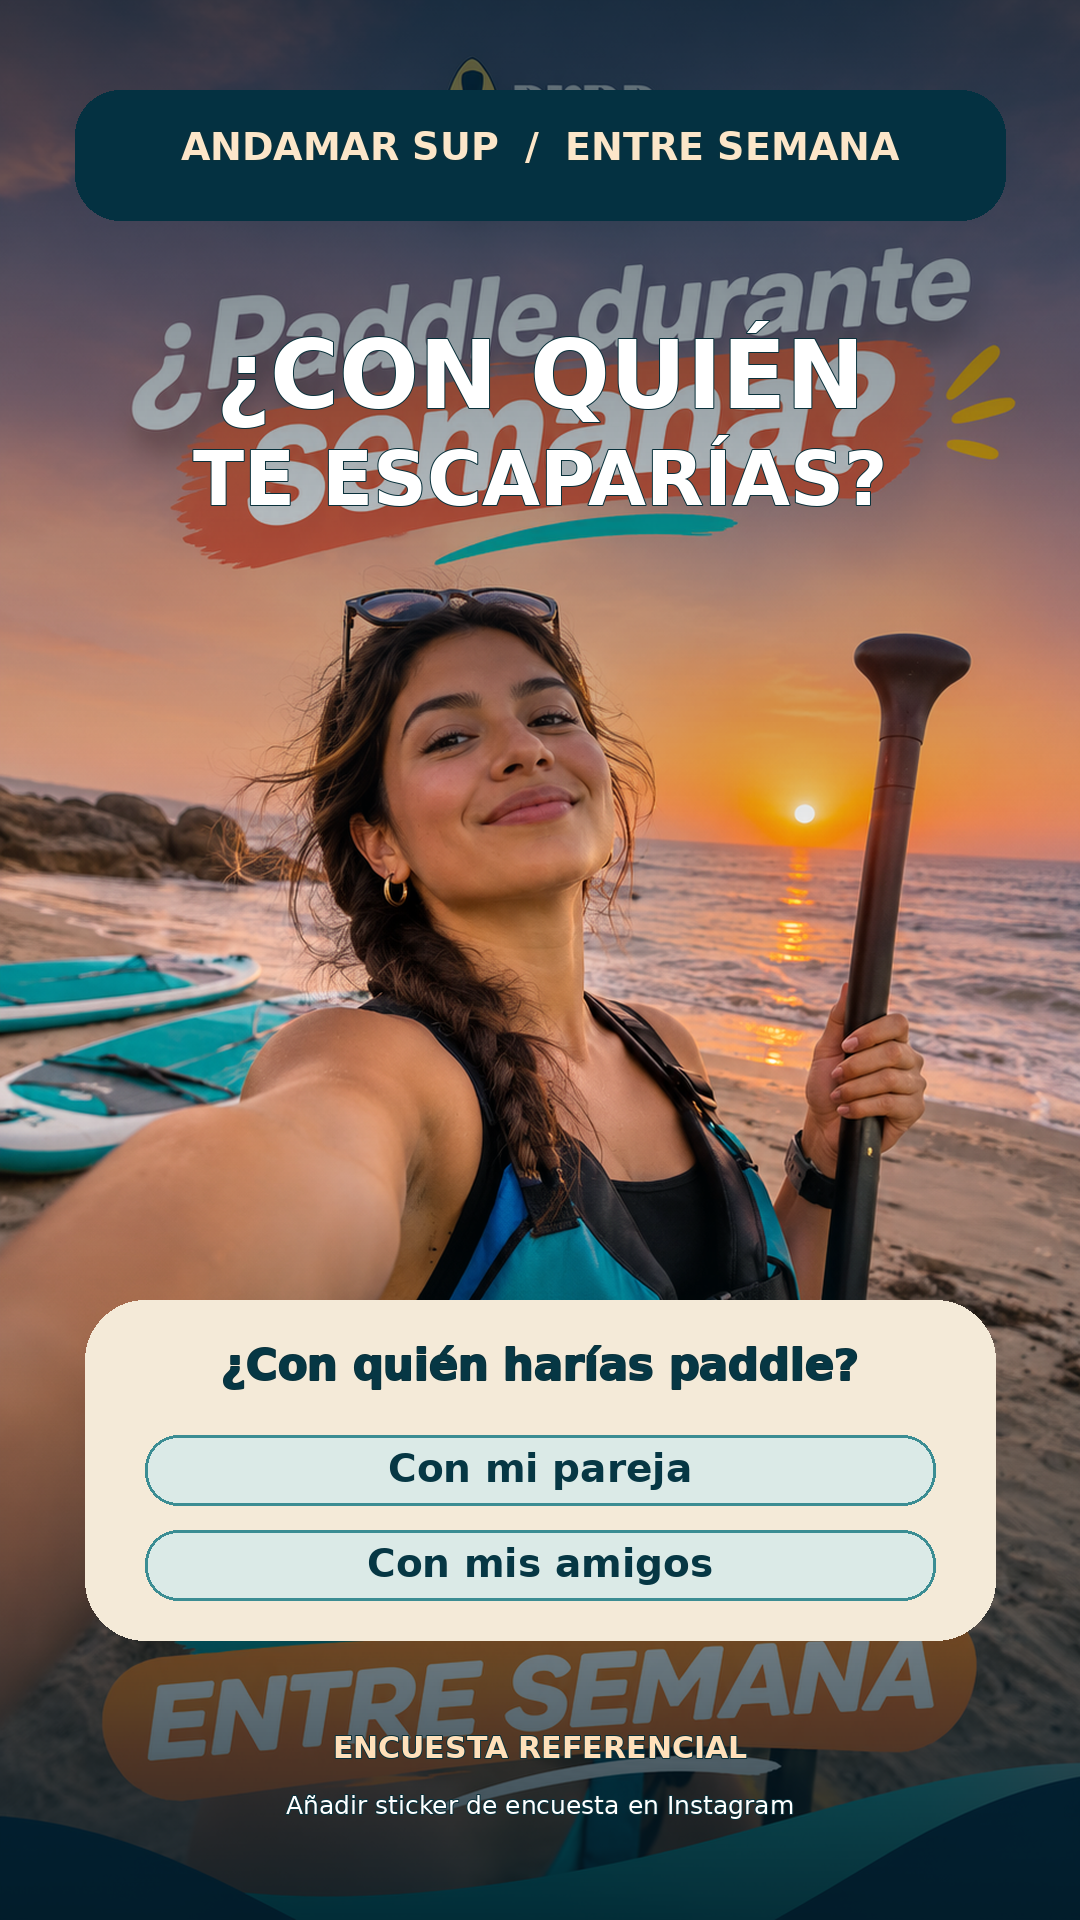 ANDAMAR SUP / ENTRE SEMANA
¿Paddle durante
semana?
¿CON QUIÉN
TE ESCAPARÍAS?
¿Con quién harías paddle?
Con mi pareja
Con mis amigos
ENTRE SEMANA
ENCUESTA REFERENCIAL
Añadir sticker de encuesta en Instagram